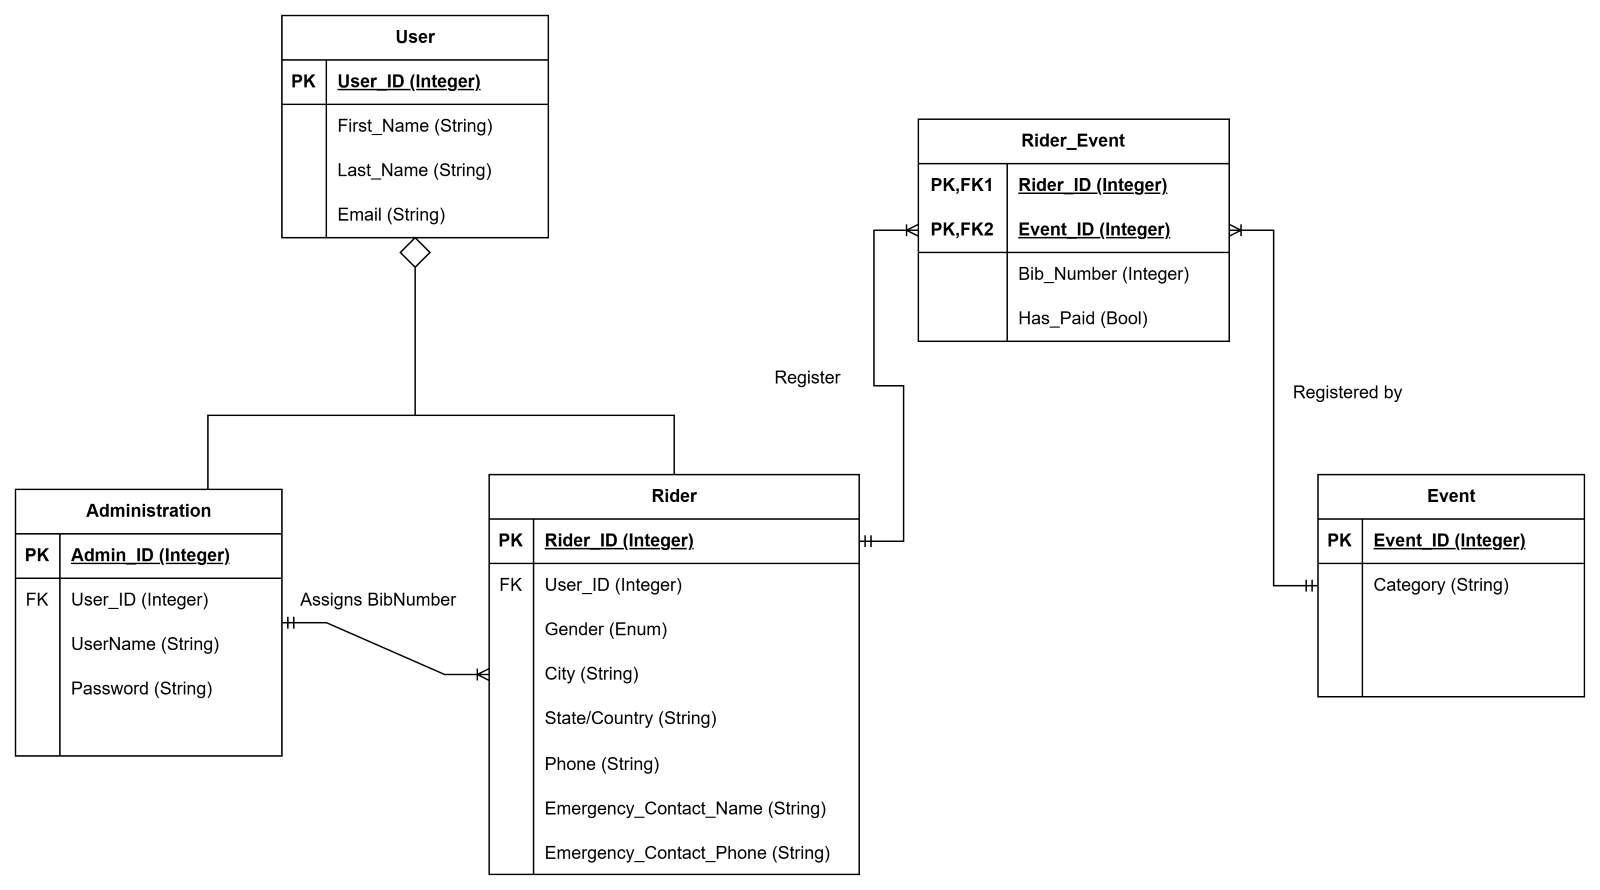 User
PK User_ID (Integer)
First_Name (String)
Last_Name (String)
Email (String)
Rider_Event
PK,FK1 Rider_ID (Integer)
PK,FK2 Event_ID (Integer)
Bib_Number (Integer)
Has_Paid (Bool)
Register
Registered by
Administration
PK Admin_ID (Integer)
FK User_ID (Integer)
UserName (String)
Password (String)
Assigns BibNumber
Rider
PK Rider_ID (Integer)
FK User_ID (Integer)
Gender (Enum)
City (String)
State/Country (String)
Phone (String)
Emergency_Contact_Name (String)
Emergency_Contact_Phone (String)
Event
PK Event_ID (Integer)
Category (String)